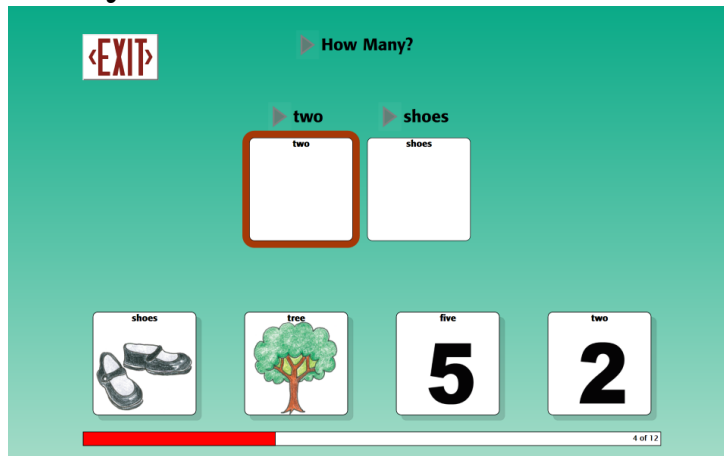 <EXIT>
How Many?
two shoes
two shoes
shoes tree five two
5 2
4 of 12